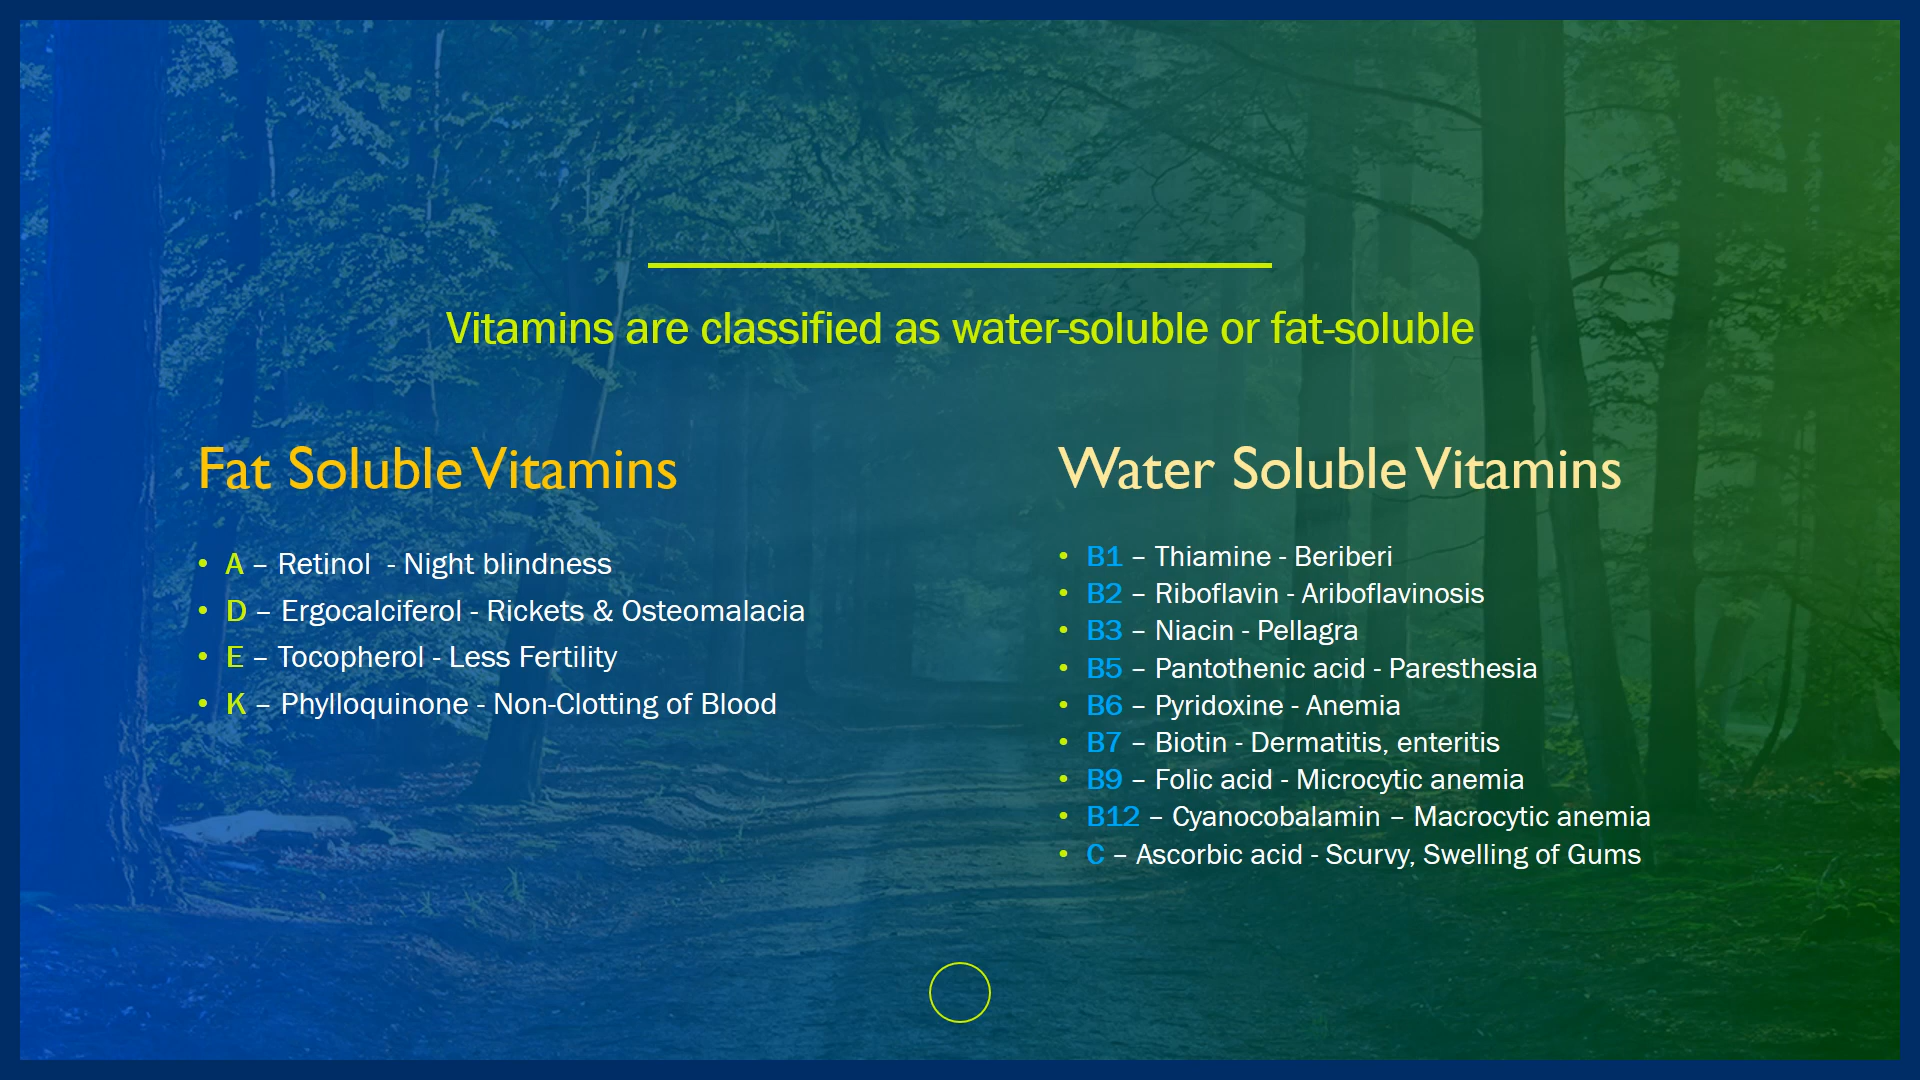 Vitamins are classified as water-soluble or fat-soluble
Fat Soluble Vitamins
• A – Retinol  - Night blindness
• D – Ergocalciferol - Rickets & Osteomalacia
• E – Tocopherol - Less Fertility
• K – Phylloquinone - Non-Clotting of Blood
Water Soluble Vitamins
• B1 – Thiamine - Beriberi
• B2 – Riboflavin - Ariboflavinosis
• B3 – Niacin - Pellagra
• B5 – Pantothenic acid - Paresthesia
• B6 – Pyridoxine - Anemia
• B7 – Biotin - Dermatitis, enteritis
• B9 – Folic acid - Microcytic anemia
• B12 – Cyanocobalamin – Macrocytic anemia
• C – Ascorbic acid - Scurvy, Swelling of Gums